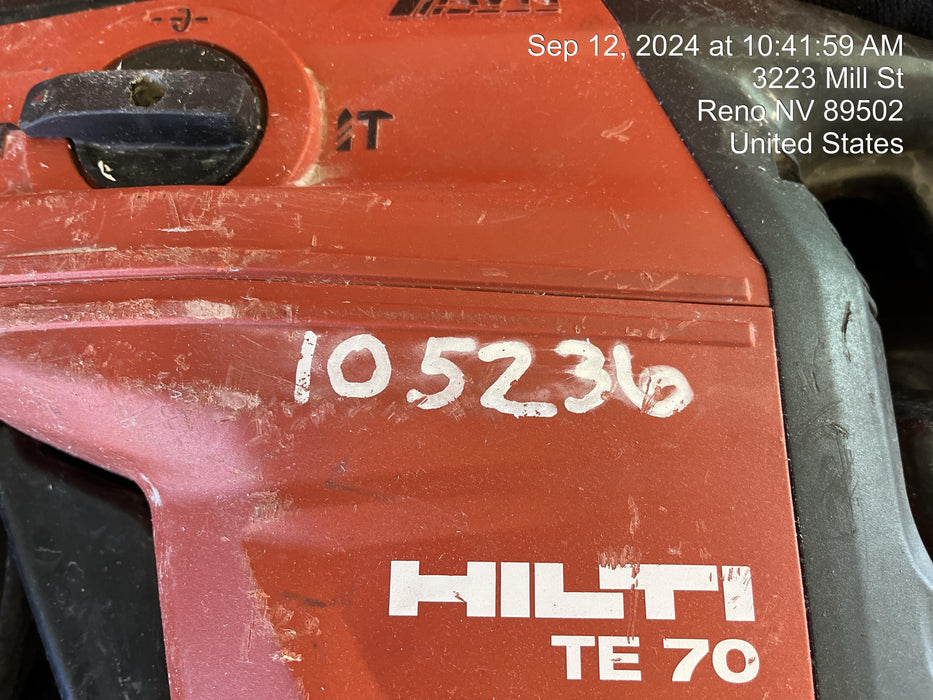 Sep 12, 2024 at 10:41:59 AM
3223 Mill St
Reno NV 89502
United States
T
105236
HILTI
TE 70